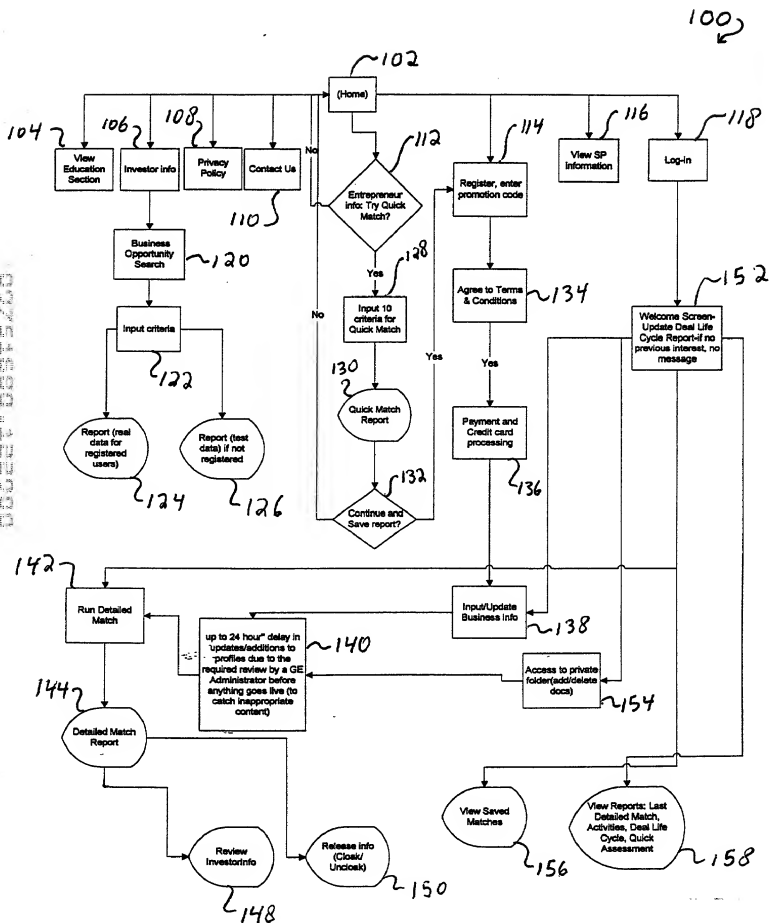 100
102
(Home)
104
106
108
112
114
116
118
View
Education
Section
Investor info
Privacy
Policy
Contact Us
No
Entrepreneur
info: Try Quick
Match?
Register, enter
promotion code
View SP
information
Log-in
110
Business
Opportunity
Search
120
Yes
128
Agree to Terms
& Conditions
134
152
Input criteria
122
No
Input 10
criteria for
Quick Match
Yes
Yes
Welcome Screen-
Update Deal Life
Cycle Report-if no
previous interest, no
message
130
Quick Match
Report
Payment and
Credit card
processing
136
Report (real
data for
registered
users)
124
Report (test
data) if not
registered
126
132
Continue and
Save report?
142
Run Detailed
Match
140
up to 24 hour" delay in
updates/additions to
profiles due to the
required review by a GE
Administrator before
anything goes live (to
catch inappropriate
content)
Input/Update
Business Info
138
Access to private
folder(add/delete
docs)
154
144
Detailed Match
Report
View Saved
Matches
156
View Reports: Last
Detailed Match,
Activities, Deal Life
Cycle, Quick
Assessment
158
Review
InvestorInfo
148
Release info
(Cloak/
Uncloak)
150